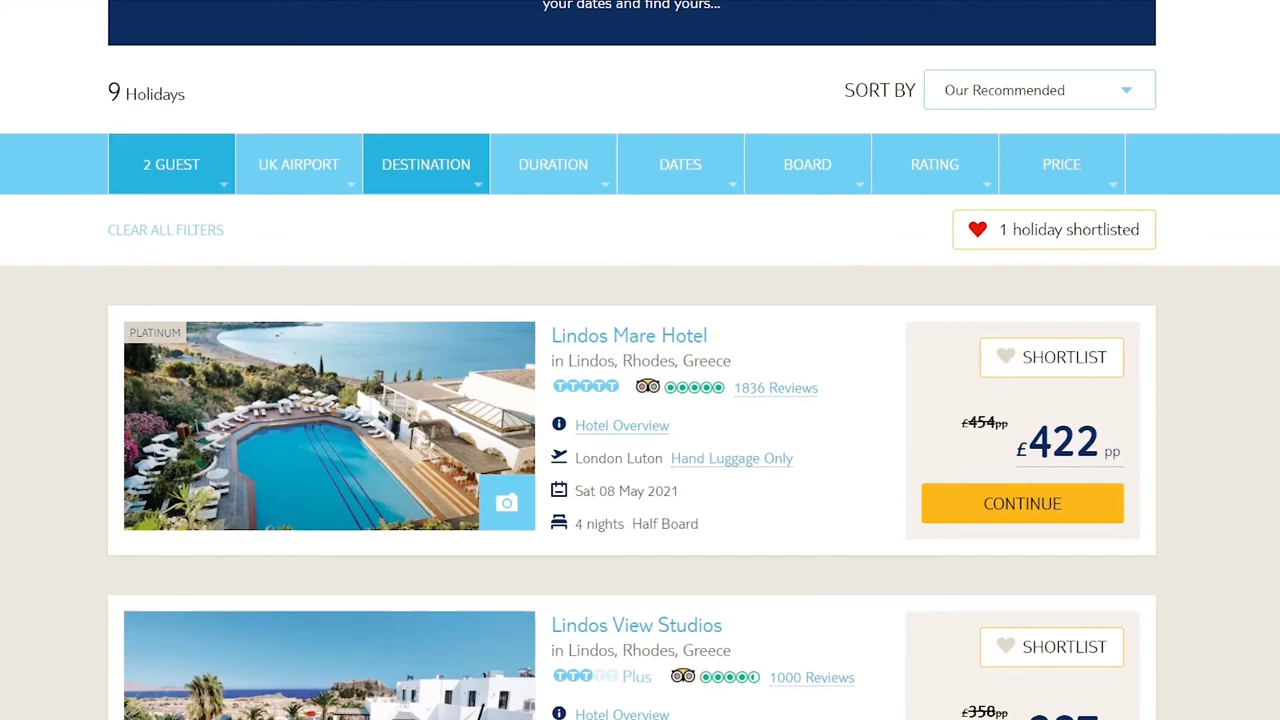 your dates and find yours...
9 Holidays
SORT BY
Our Recommended
2 GUEST
UK AIRPORT
DESTINATION
DURATION
DATES
BOARD
RATING
PRICE
CLEAR ALL FILTERS
1 holiday shortlisted
PLATINUM
Lindos Mare Hotel
in Lindos, Rhodes, Greece
TTTTT
1836 Reviews
Hotel Overview
London Luton Hand Luggage Only
Sat 08 May 2021
4 nights Half Board
SHORTLIST
£454pp
£422 pp
CONTINUE
Lindos View Studios
in Lindos, Rhodes, Greece
TTTTT Plus
1000 Reviews
Hotel Overview
SHORTLIST
£358pp